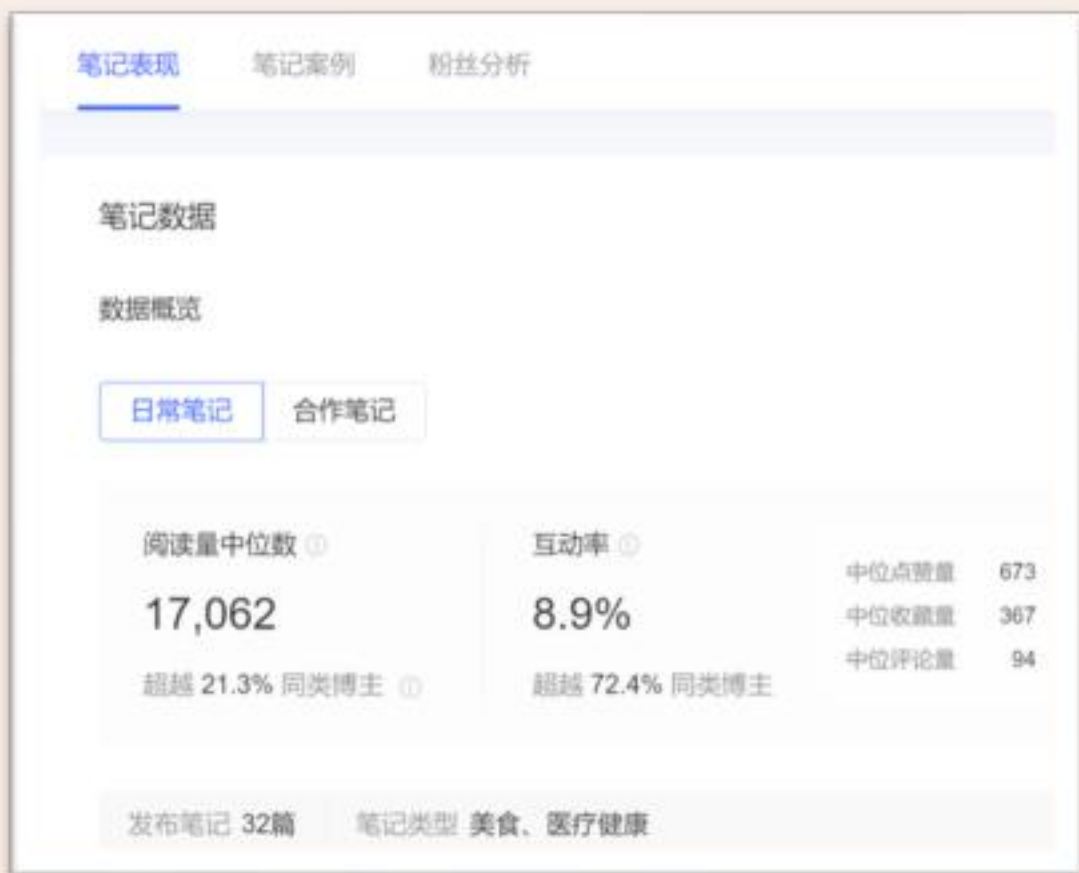 笔记表现 笔记案例 粉丝分析
笔记数据
数据概览
日常笔记 合作笔记
阅读量中位数 互动率
中位点赞量 673
17,062 8.9%
中位收藏量 367
中位评论量 94
超越 21.3% 同类博主 超越 72.4% 同类博主
发布笔记 32篇 笔记类型 美食、医疗健康